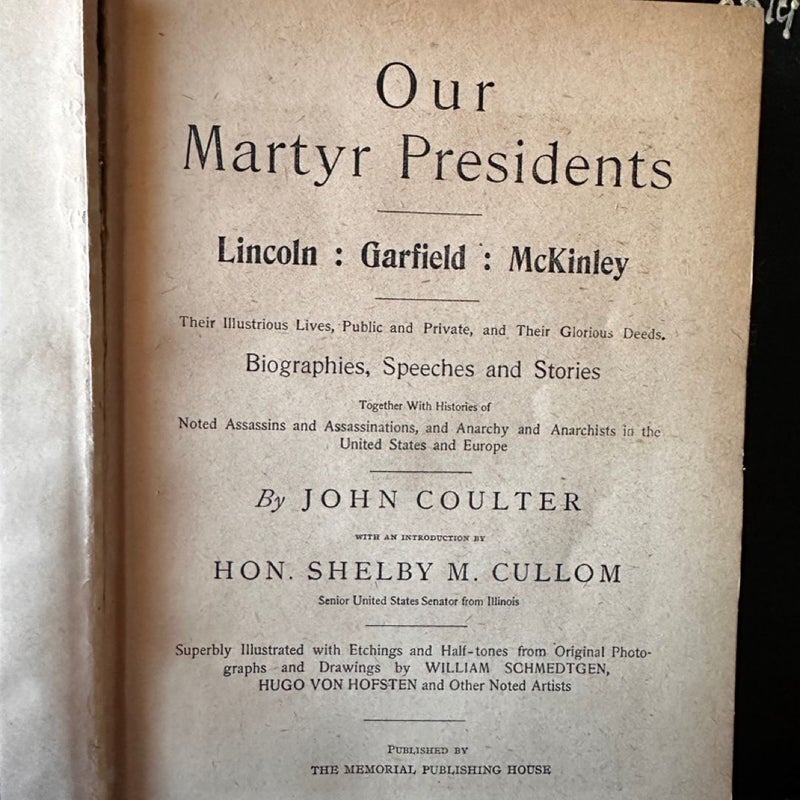 Our
Martyr Presidents
Lincoln : Garfield : McKinley
Their Illustrious Lives, Public and Private, and Their Glorious Deeds.
Biographies, Speeches and Stories
Together With Histories of
Noted Assassins and Assassinations, and Anarchy and Anarchists in the
United States and Europe
By JOHN COULTER
WITH AN INTRODUCTION BY
HON. SHELBY M. CULLOM
Senior United States Senator from Illinois
Superbly Illustrated with Etchings and Half-tones from Original Photo-
graphs and Drawings by WILLIAM SCHMEDTGEN,
HUGO VON HOFSTEN and Other Noted Artists
PUBLISHED BY
THE MEMORIAL PUBLISHING HOUSE